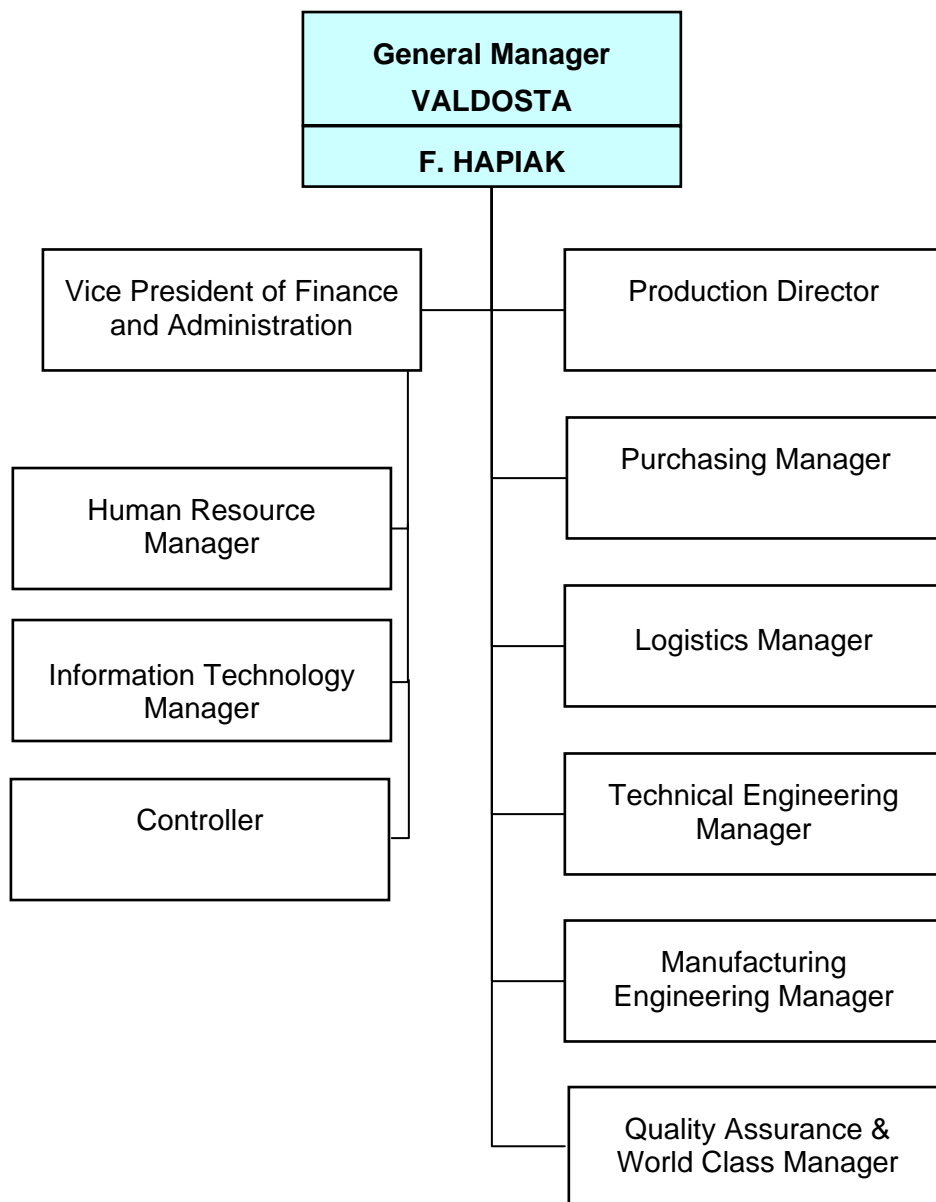 General Manager
VALDOSTA
F. HAPIAK
Vice President of Finance
and Administration
Production Director
Purchasing Manager
Human Resource
Manager
Logistics Manager
Information Technology
Manager
Technical Engineering
Manager
Controller
Manufacturing
Engineering Manager
Quality Assurance &
World Class Manager